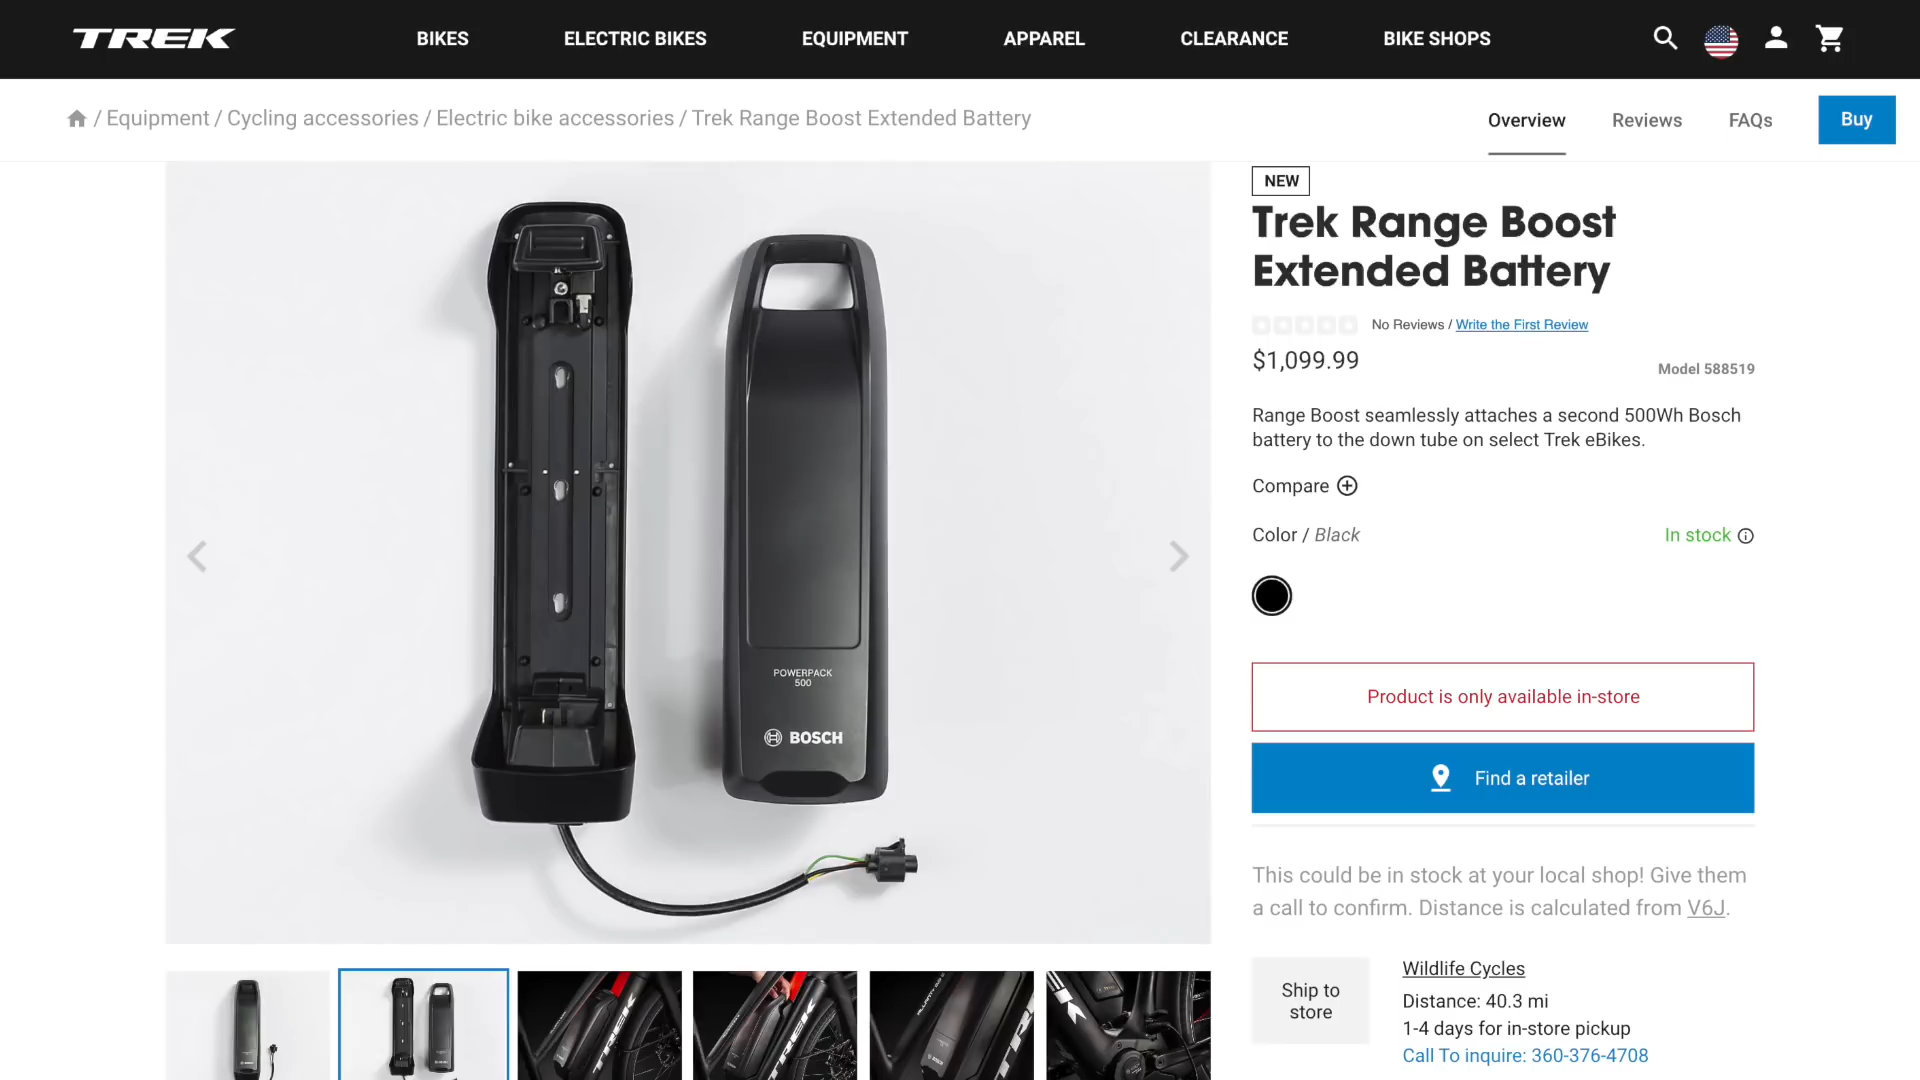 TREK
BIKES
ELECTRIC BIKES
EQUIPMENT
APPAREL
CLEARANCE
BIKE SHOPS
/ Equipment / Cycling accessories / Electric bike accessories / Trek Range Boost Extended Battery
Overview
Reviews
FAQs
Buy
POWERPACK
500
BOSCH
NEW
Trek Range Boost
Extended Battery
No Reviews / Write the First Review
$1,099.99
Model 588519
Range Boost seamlessly attaches a second 500Wh Bosch
battery to the down tube on select Trek eBikes.
Compare
Color / Black
In stock
Product is only available in-store
Find a retailer
This could be in stock at your local shop! Give them
a call to confirm. Distance is calculated from V6J.
Ship to
store
Wildlife Cycles
Distance: 40.3 mi
1-4 days for in-store pickup
Call To inquire: 360-376-4708
TREK
TREK